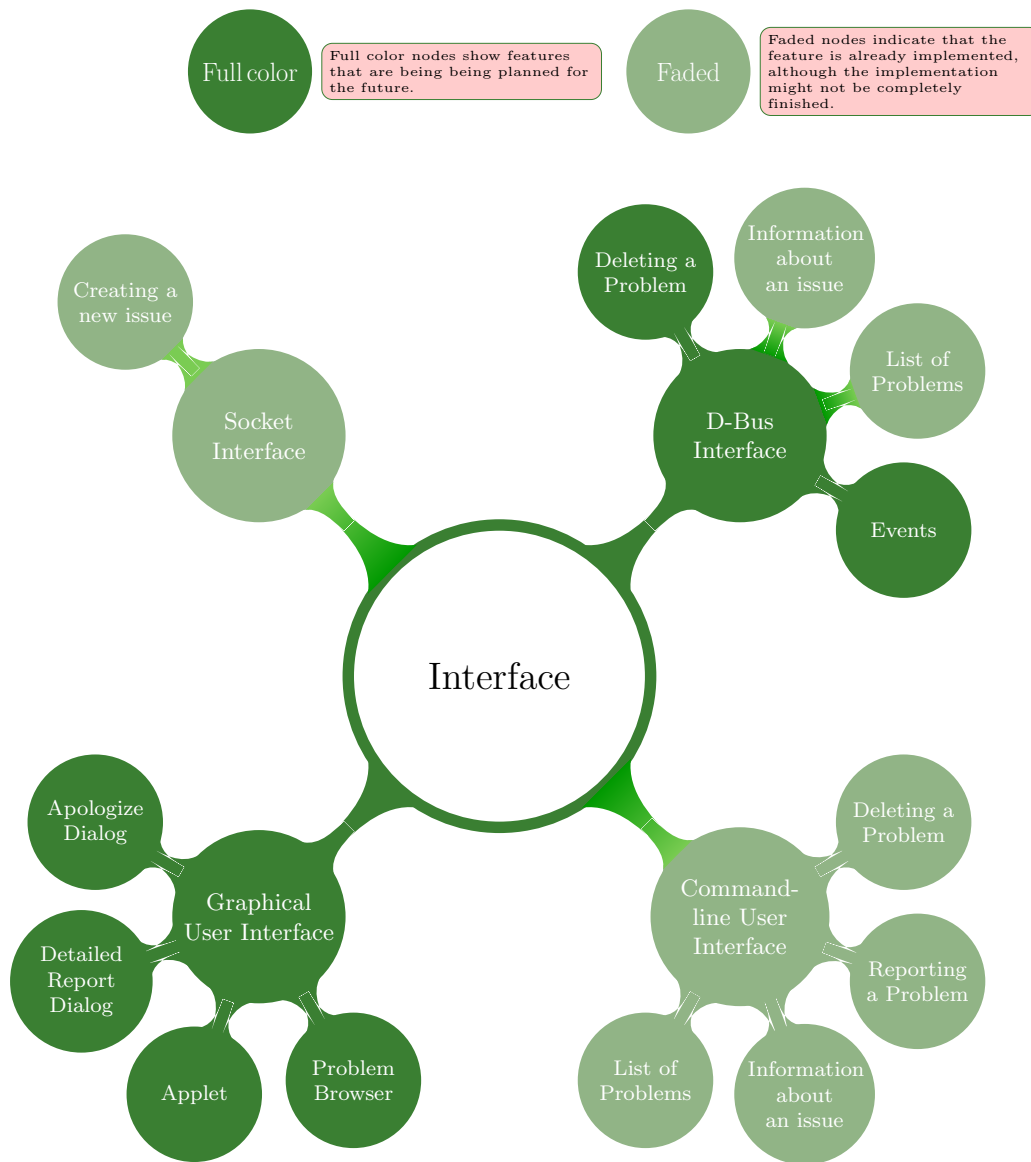 Full color
Full color nodes show features
that are being being planned for
the future.
Faded
Faded nodes indicate that the
feature is already implemented,
although the implementation
might not be completely
finished.
Creating a
new issue
Socket
Interface
Deleting a
Problem
Information
about
an issue
List of
Problems
D-Bus
Interface
Events
Interface
Apologize
Dialog
Graphical
User Interface
Detailed
Report
Dialog
Applet
Problem
Browser
Deleting a
Problem
Command-
line User
Interface
Reporting
a Problem
List of
Problems
Information
about
an issue